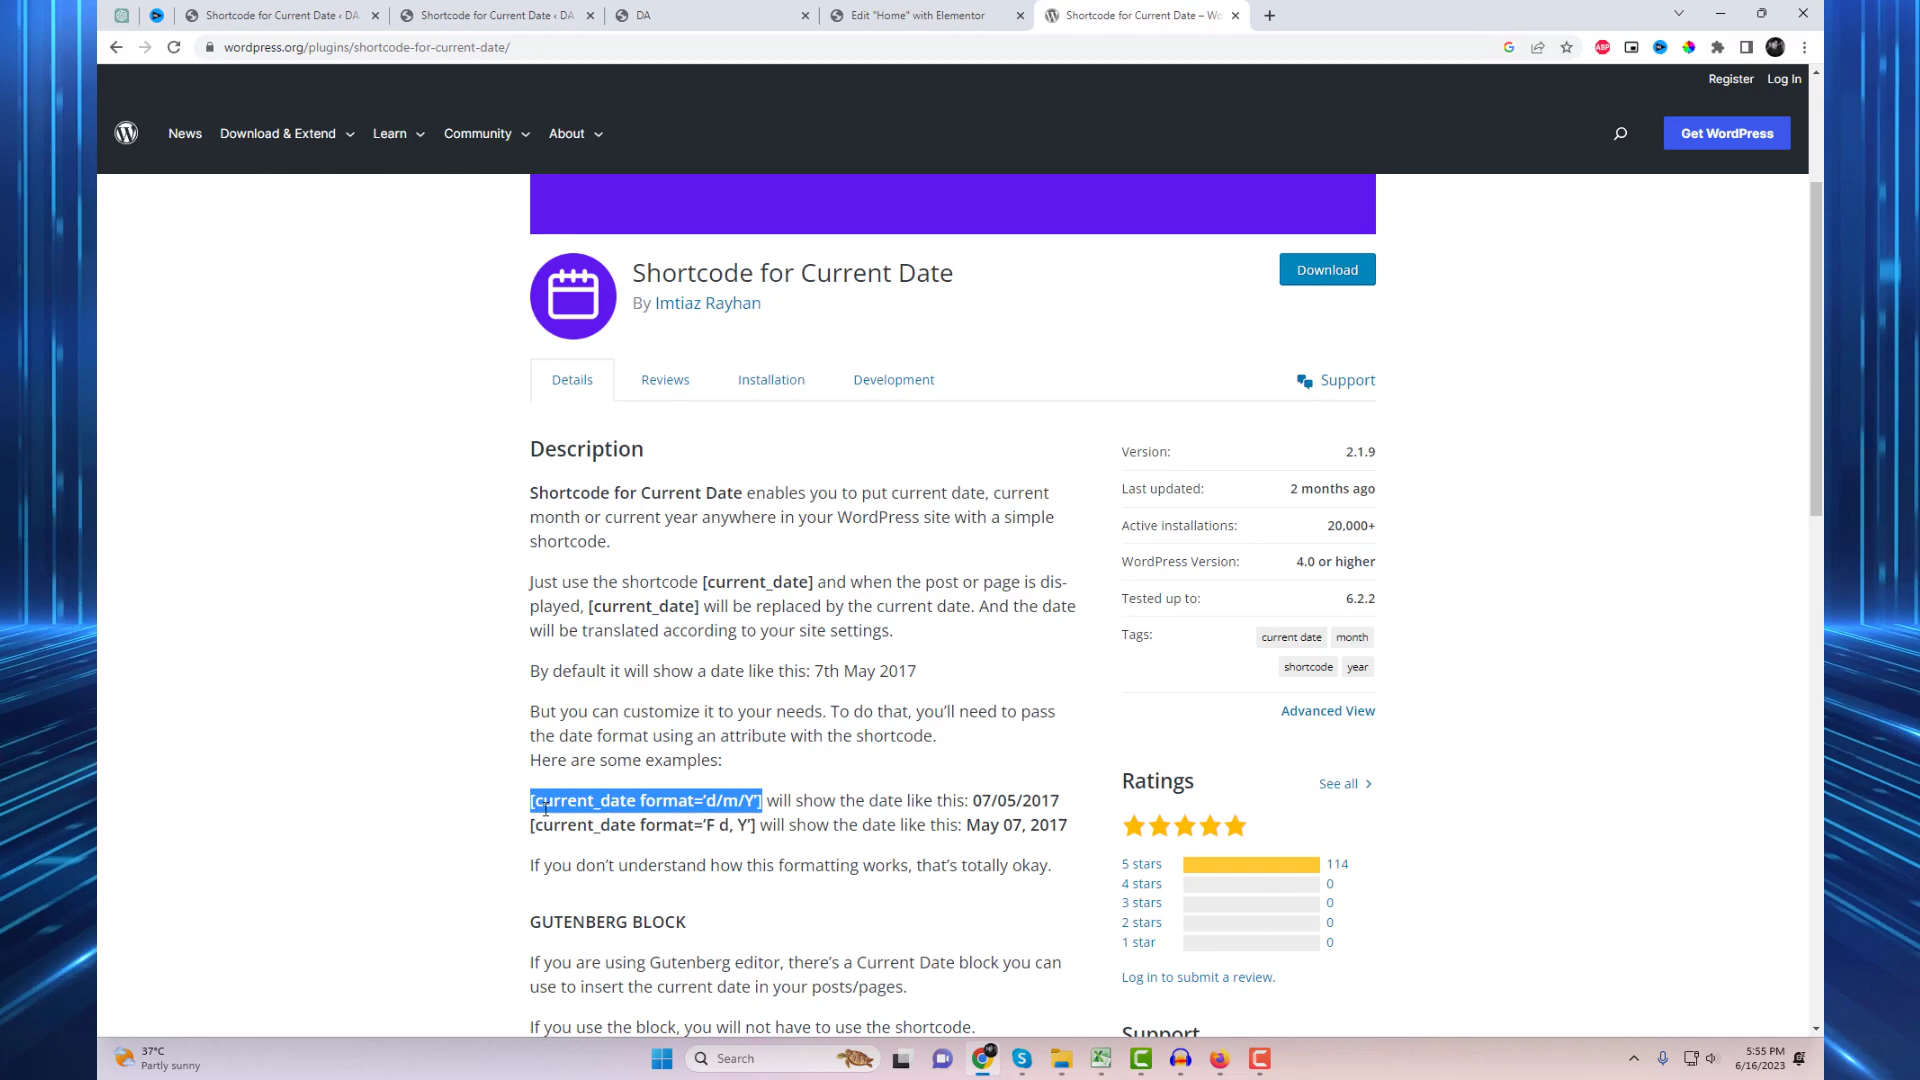 Shortcode for Current Date ‹ DA
Shortcode for Current Date ‹ DA
DA
Edit "Home" with Elementor
Shortcode for Current Date – Wo
wordpress.org/plugins/shortcode-for-current-date/
ABP
Register Log In
News Download & Extend Learn Community About
Get WordPress
Shortcode for Current Date
By Imtiaz Rayhan
Download
Details Reviews Installation Development
Support
Description
Shortcode for Current Date enables you to put current date, current
month or current year anywhere in your WordPress site with a simple
shortcode.
Just use the shortcode [current_date] and when the post or page is dis-
played, [current_date] will be replaced by the current date. And the date
will be translated according to your site settings.
By default it will show a date like this: 7th May 2017
But you can customize it to your needs. To do that, you’ll need to pass
the date format using an attribute with the shortcode.
Here are some examples:
[current_date format=’d/m/Y’] will show the date like this: 07/05/2017
[current_date format=’F d, Y’] will show the date like this: May 07, 2017
If you don’t understand how this formatting works, that’s totally okay.
GUTENBERG BLOCK
If you are using Gutenberg editor, there’s a Current Date block you can
use to insert the current date in your posts/pages.
If you use the block, you will not have to use the shortcode.
Version: 2.1.9
Last updated: 2 months ago
Active installations: 20,000+
WordPress Version: 4.0 or higher
Tested up to: 6.2.2
Tags: current date month
shortcode year
Advanced View
Ratings See all
5 stars 114
4 stars 0
3 stars 0
2 stars 0
1 star 0
Log in to submit a review.
Support
37°C
Partly sunny
Search
5:55 PM
6/16/2023